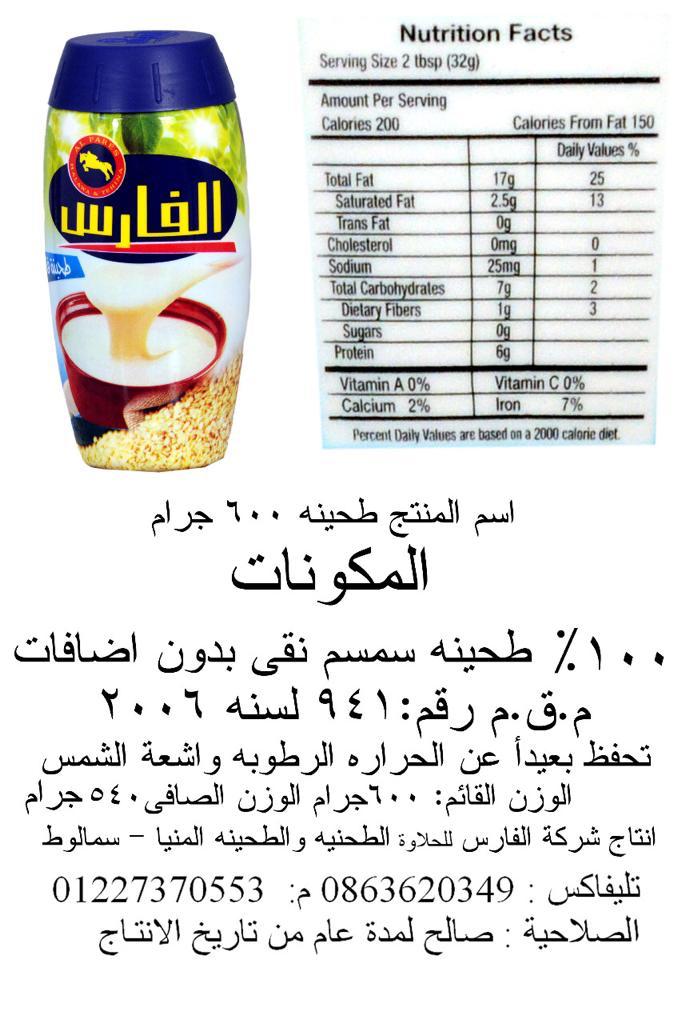 AL FARES
HALAWA & TEHINA
الفارس
طحينة
Nutrition Facts
Serving Size 2 tbsp (32g)
Amount Per Serving
Calories 200 Calories From Fat 150
Daily Values %
Total Fat 17g 25
Saturated Fat 2.5g 13
Trans Fat 0g
Cholesterol 0mg 0
Sodium 25mg 1
Total Carbohydrates 7g 2
Dietary Fibers 1g 3
Sugars 0g
Protein 6g
Vitamin A 0% Vitamin C 0%
Calcium 2% Iron 7%
Percent Daily Values are based on a 2000 calorie diet.
اسم المنتج طحينه ٦٠٠ جرام
المكونات
١٠٠٪ طحينه سمسم نقى بدون اضافات
م.ق.م رقم:٩٤١ لسنه ٢٠٠٦
تحفظ بعيدأ عن الحراره الرطوبه واشعة الشمس
الوزن القائم: ٦٠٠جرام الوزن الصافى٥٤٠جرام
انتاج شركة الفارس للحلاوة الطحنيه والطحينه المنيا – سمالوط
تليفاكس : 0863620349 م: 01227370553
الصلاحية : صالح لمدة عام من تاريخ الانتاج